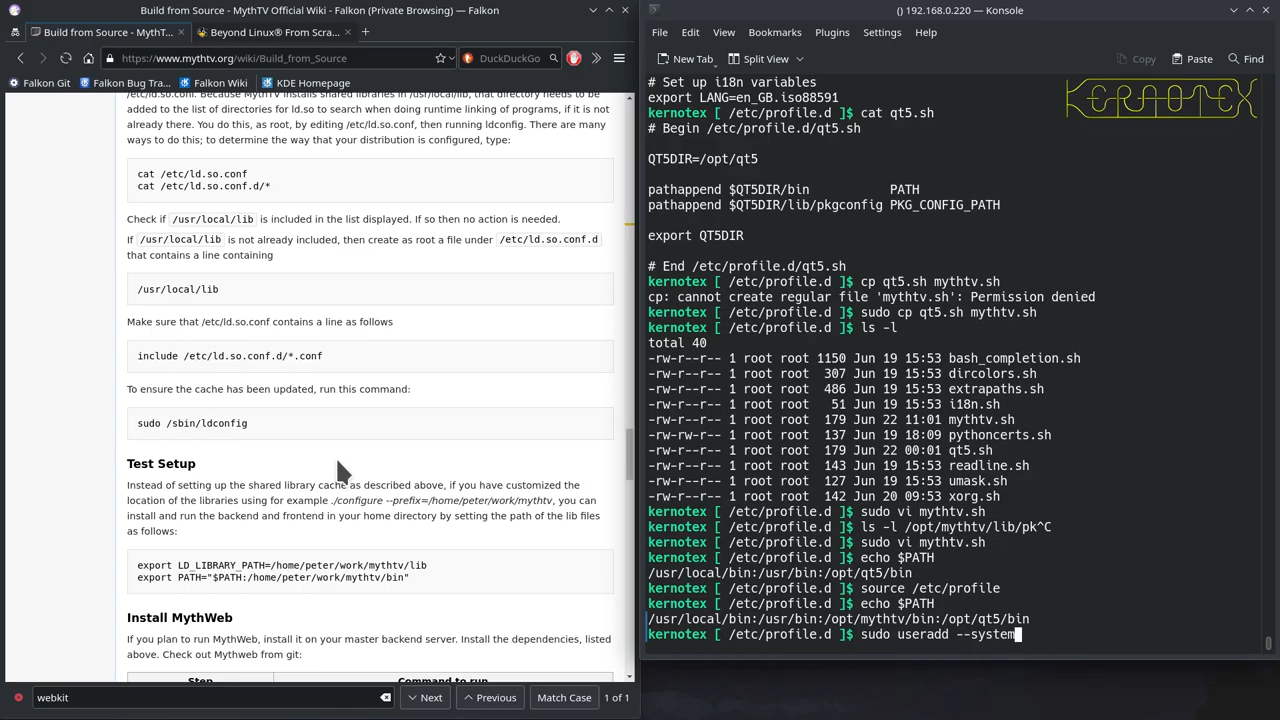 Build from Source - MythTV Official Wiki - Falkon (Private Browsing) — Falkon
Build from Source - MythT...
Beyond Linux® From Scra...
https://www.mythtv.org/wiki/Build_from_Source
DuckDuckGo
Falkon Git
Falkon Bug Tra...
Falkon Wiki
KDE Homepage
/etc/ld.so.conf. Because MythTV installs shared libraries in /usr/local/lib, that directory needs to be
added to the list of directories for ld.so to search when doing runtime linking of programs, if it is not
already there. You do this, as root, by editing /etc/ld.so.conf, then running ldconfig. There are many
ways to do this; to determine the way that your distribution is configured, type:
cat /etc/ld.so.conf
cat /etc/ld.so.conf.d/*
Check if /usr/local/lib is included in the list displayed. If so then no action is needed.
If /usr/local/lib is not already included, then create as root a file under /etc/ld.so.conf.d
that contains a line containing
/usr/local/lib
Make sure that /etc/ld.so.conf contains a line as follows
include /etc/ld.so.conf.d/*.conf
To ensure the cache has been updated, run this command:
sudo /sbin/ldconfig
Test Setup
Instead of setting up the shared library cache as described above, if you have customized the
location of the libraries using for example ./configure --prefix=/home/peter/work/mythtv, you can
install and run the backend and frontend in your home directory by setting the path of the lib files
as follows:
export LD_LIBRARY_PATH=/home/peter/work/mythtv/lib
export PATH="$PATH:/home/peter/work/mythtv/bin"
Install MythWeb
If you plan to run MythWeb, install it on your master backend server. Install the dependencies, listed
above. Check out Mythweb from git:
Step
Command to run
webkit
Next
Previous
Match Case
1 of 1
() 192.168.0.220 — Konsole
File Edit View Bookmarks Plugins Settings Help
New Tab
Split View
Copy
Paste
Find
KERNOTEX
# Set up i18n variables
export LANG=en_GB.iso88591
kernotex [ /etc/profile.d ]$ cat qt5.sh
# Begin /etc/profile.d/qt5.sh
QT5DIR=/opt/qt5
pathappend $QT5DIR/bin           PATH
pathappend $QT5DIR/lib/pkgconfig PKG_CONFIG_PATH
export QT5DIR
# End /etc/profile.d/qt5.sh
kernotex [ /etc/profile.d ]$ cp qt5.sh mythtv.sh
cp: cannot create regular file 'mythtv.sh': Permission denied
kernotex [ /etc/profile.d ]$ sudo cp qt5.sh mythtv.sh
kernotex [ /etc/profile.d ]$ ls -l
total 40
-rw-r--r-- 1 root root 1150 Jun 19 15:53 bash_completion.sh
-rw-r--r-- 1 root root  307 Jun 19 15:53 dircolors.sh
-rw-r--r-- 1 root root  486 Jun 19 15:53 extrapaths.sh
-rw-r--r-- 1 root root   51 Jun 19 15:53 i18n.sh
-rw-r--r-- 1 root root  179 Jun 22 11:01 mythtv.sh
-rw-rw-r-- 1 root root  137 Jun 19 18:09 pythoncerts.sh
-rw-r--r-- 1 root root  179 Jun 22 00:01 qt5.sh
-rw-r--r-- 1 root root  143 Jun 19 15:53 readline.sh
-rw-r--r-- 1 root root  127 Jun 19 15:53 umask.sh
-rw-r--r-- 1 root root  142 Jun 20 09:53 xorg.sh
kernotex [ /etc/profile.d ]$ sudo vi mythtv.sh
kernotex [ /etc/profile.d ]$ ls -l /opt/mythtv/lib/pk^C
kernotex [ /etc/profile.d ]$ sudo vi mythtv.sh
kernotex [ /etc/profile.d ]$ echo $PATH
/usr/local/bin:/usr/bin:/opt/qt5/bin
kernotex [ /etc/profile.d ]$ source /etc/profile
kernotex [ /etc/profile.d ]$ echo $PATH
/usr/local/bin:/usr/bin:/opt/mythtv/bin:/opt/qt5/bin
kernotex [ /etc/profile.d ]$ sudo useradd --system